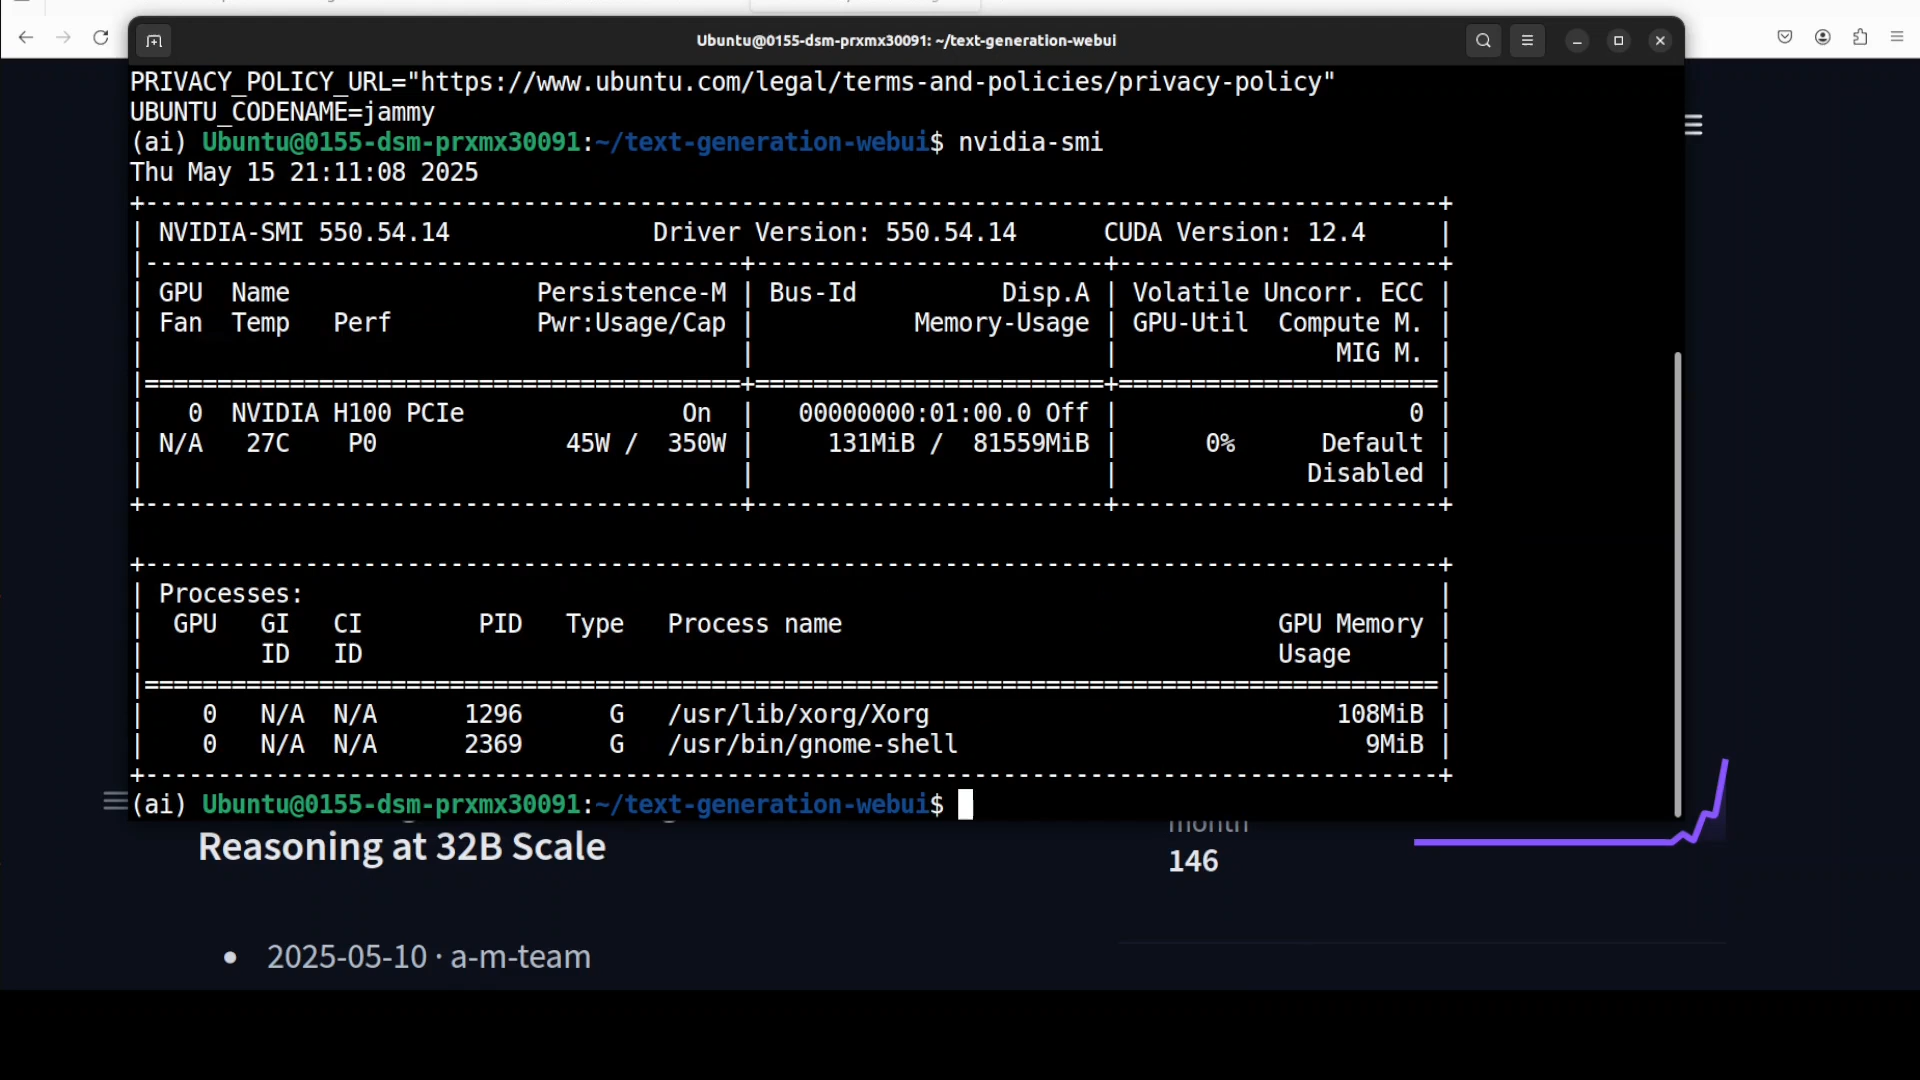 Ubuntu@0155-dsm-prxmx30091: ~/text-generation-webui
PRIVACY_POLICY_URL="https://www.ubuntu.com/legal/terms-and-policies/privacy-policy"
UBUNTU_CODENAME=jammy
(ai) Ubuntu@0155-dsm-prxmx30091:~/text-generation-webui$ nvidia-smi
Thu May 15 21:11:08 2025
+-----------------------------------------------------------------------------------------+
| NVIDIA-SMI 550.54.14              Driver Version: 550.54.14      CUDA Version: 12.4     |
|-----------------------------------------+------------------------+----------------------+
| GPU  Name                 Persistence-M | Bus-Id          Disp.A | Volatile Uncorr. ECC |
| Fan  Temp   Perf          Pwr:Usage/Cap |           Memory-Usage | GPU-Util  Compute M. |
|                                         |                        |               MIG M. |
|=========================================+========================+======================|
|   0  NVIDIA H100 PCIe               On  |   00000000:01:00.0 Off |                    0 |
| N/A   27C    P0             45W /  350W |     131MiB /  81559MiB |      0%      Default |
|                                         |                        |             Disabled |
+-----------------------------------------+------------------------+----------------------+
+-----------------------------------------------------------------------------------------+
| Processes:                                                                              |
|  GPU   GI   CI        PID   Type   Process name                              GPU Memory |
|        ID   ID                                                               Usage      |
|=========================================================================================|
|    0   N/A  N/A      1296      G   /usr/lib/xorg/Xorg                            108MiB |
|    0   N/A  N/A      2369      G   /usr/bin/gnome-shell                            9MiB |
+-----------------------------------------------------------------------------------------+
(ai) Ubuntu@0155-dsm-prxmx30091:~/text-generation-webui$
month
Reasoning at 32B Scale
146
• 2025-05-10 · a-m-team